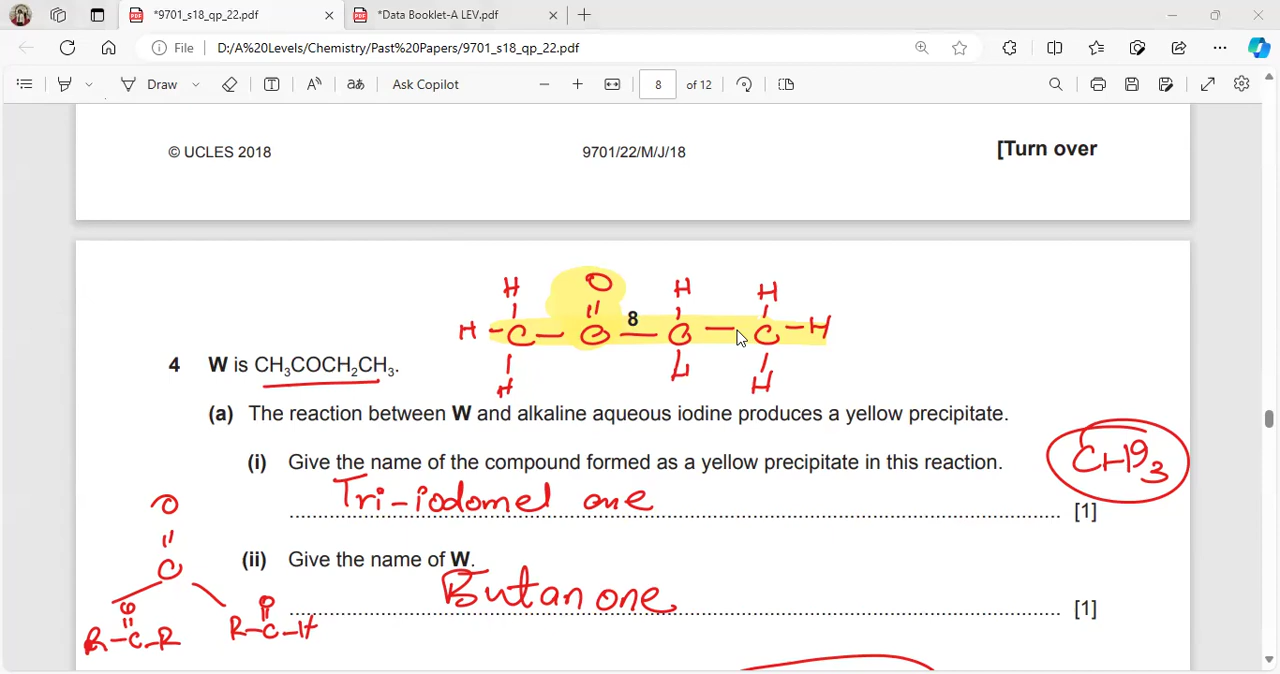 *9701_s18_qp_22.pdf
*Data Booklet-A LEV.pdf
File D:/A%20Levels/Chemistry/Past%20Papers/9701_s18_qp_22.pdf
Draw
aあ
Ask Copilot
8 of 12
© UCLES 2018 9701/22/M/J/18 [Turn over
H O H H
8
H-C-C-C-C-H
H H H
4 W is CH₃COCH₂CH₃.
(a) The reaction between W and alkaline aqueous iodine produces a yellow precipitate.
(i) Give the name of the compound formed as a yellow precipitate in this reaction.
Tri-iodomel one
[1]
(ii) Give the name of W.
Butan one
[1]
O
C
O
R-C-R
O
R-C-H